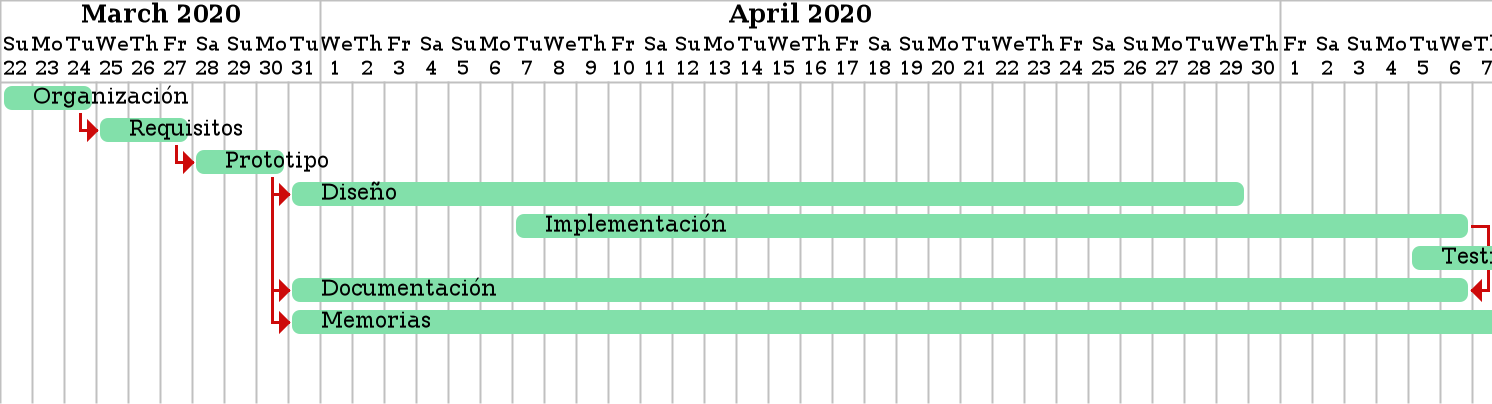 March 2020 April 2020
Su Mo Tu We Th Fr Sa Su Mo Tu We Th Fr Sa Su Mo Tu We Th Fr Sa Su Mo Tu We Th Fr Sa Su Mo Tu We Th Fr Sa Su Mo Tu We Th Fr Sa Su Mo Tu We Th
22 23 24 25 26 27 28 29 30 31 1 2 3 4 5 6 7 8 9 10 11 12 13 14 15 16 17 18 19 20 21 22 23 24 25 26 27 28 29 30 1 2 3 4 5 6 7
Organización
Requisitos
Prototipo
Diseño
Implementación
Testi
Documentación
Memorias